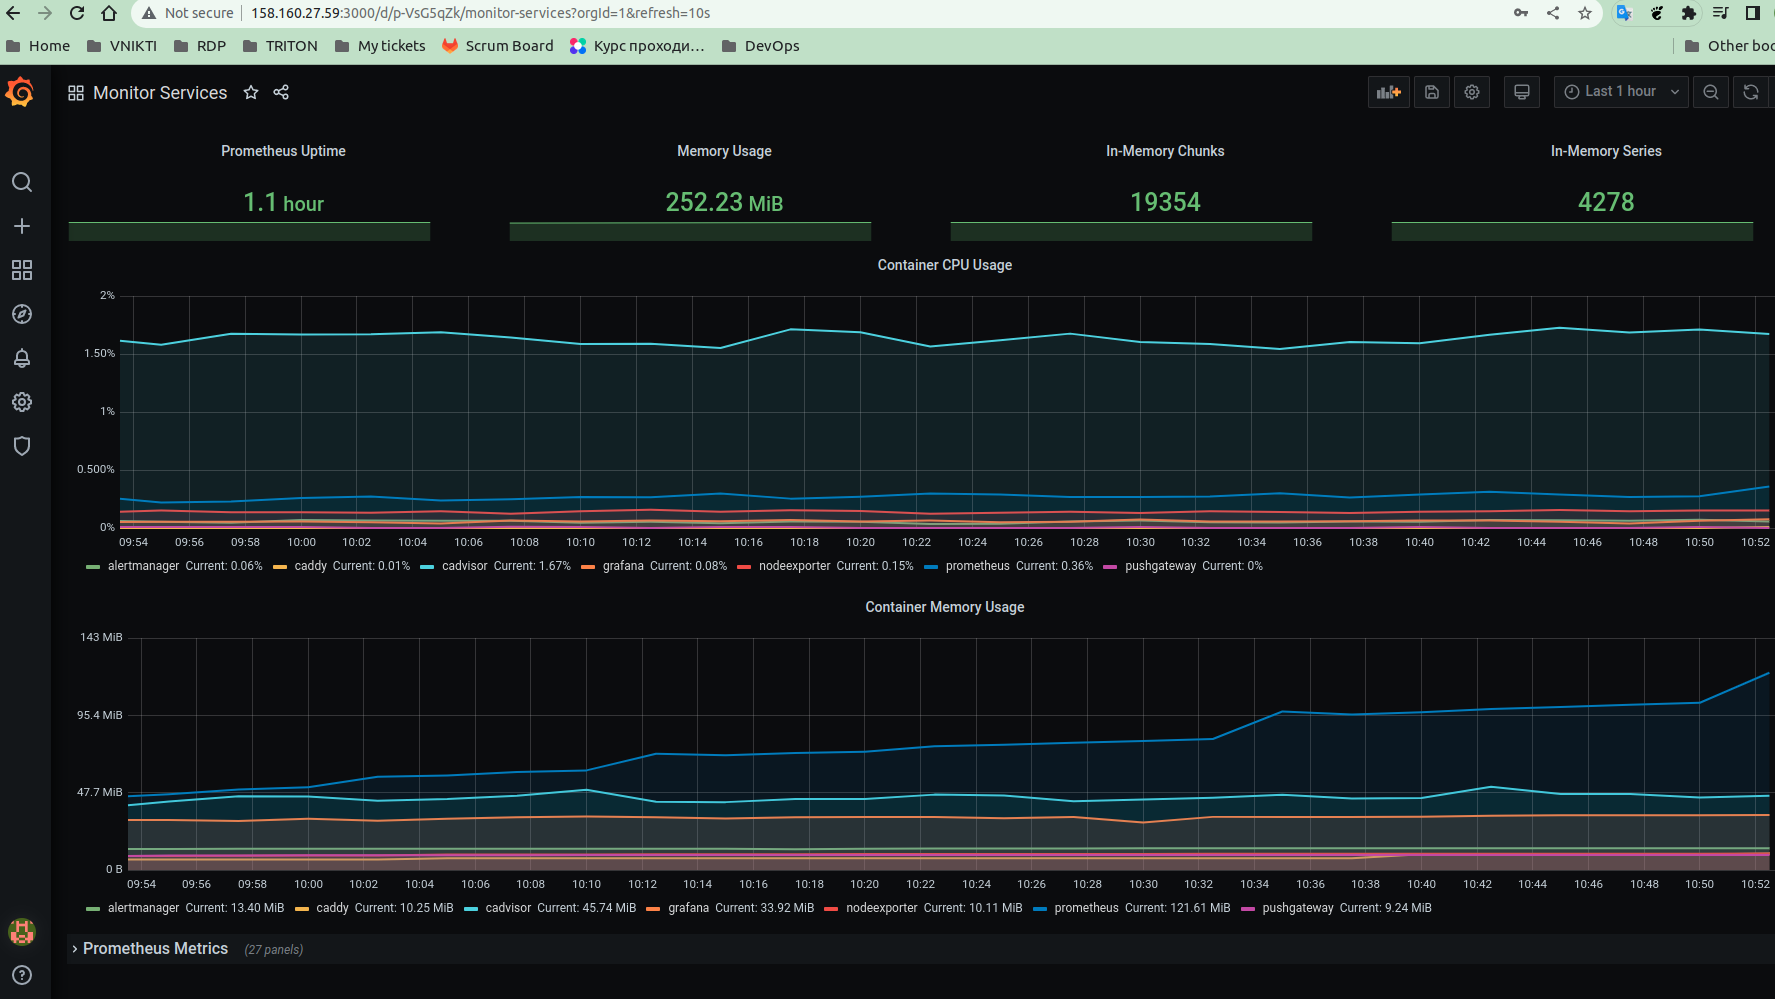 Not secure 158.160.27.59:3000/d/p-VsG5qZk/monitor-services?orgId=1&refresh=10s
Home VNIKTI RDP TRITON My tickets Scrum Board Курс проходи... DevOps Other boo
Monitor Services Last 1 hour
Prometheus Uptime Memory Usage In-Memory Chunks In-Memory Series
1.1 hour 252.23 MiB 19354 4278
Container CPU Usage
2%
1.50%
1%
0.500%
0%
09:54 09:56 09:58 10:00 10:02 10:04 10:06 10:08 10:10 10:12 10:14 10:16 10:18 10:20 10:22 10:24 10:26 10:28 10:30 10:32 10:34 10:36 10:38 10:40 10:42 10:44 10:46 10:48 10:50 10:52
alertmanager Current: 0.06% caddy Current: 0.01% cadvisor Current: 1.67% grafana Current: 0.08% nodeexporter Current: 0.15% prometheus Current: 0.36% pushgateway Current: 0%
Container Memory Usage
143 MiB
95.4 MiB
47.7 MiB
0 B
09:54 09:56 09:58 10:00 10:02 10:04 10:06 10:08 10:10 10:12 10:14 10:16 10:18 10:20 10:22 10:24 10:26 10:28 10:30 10:32 10:34 10:36 10:38 10:40 10:42 10:44 10:46 10:48 10:50 10:52
alertmanager Current: 13.40 MiB caddy Current: 10.25 MiB cadvisor Current: 45.74 MiB grafana Current: 33.92 MiB nodeexporter Current: 10.11 MiB prometheus Current: 121.61 MiB pushgateway Current: 9.24 MiB
Prometheus Metrics (27 panels)